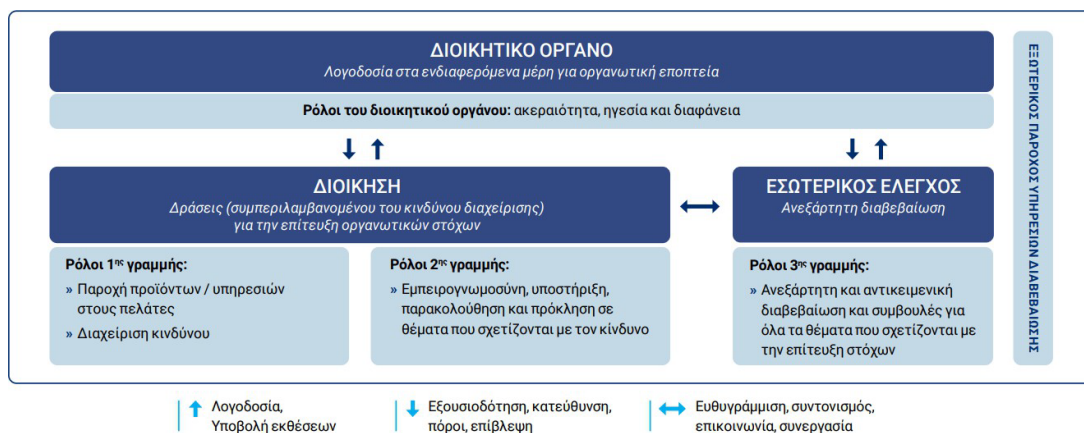 ΔΙΟΙΚΗΤΙΚΟ ΟΡΓΑΝΟ
Λογοδοσία στα ενδιαφερόμενα μέρη για οργανωτική εποπτεία
Ρόλοι του διοικητικού οργάνου: ακεραιότητα, ηγεσία και διαφάνεια
ΔΙΟΙΚΗΣΗ
Δράσεις (συμπεριλαμβανομένου του κινδύνου διαχείρισης)
για την επίτευξη οργανωτικών στόχων
Ρόλοι 1ης γραμμής:
» Παροχή προϊόντων / υπηρεσιών
στους πελάτες
» Διαχείριση κινδύνου
Ρόλοι 2ης γραμμής:
» Εμπειρογνωμοσύνη, υποστήριξη,
παρακολούθηση και πρόκληση σε
θέματα που σχετίζονται με τον κίνδυνο
ΕΣΩΤΕΡΙΚΟΣ ΕΛΕΓΧΟΣ
Ανεξάρτητη διαβεβαίωση
Ρόλοι 3ης γραμμής:
» Ανεξάρτητη και αντικειμενική
διαβεβαίωση και συμβουλές για
όλα τα θέματα που σχετίζονται με
την επίτευξη στόχων
ΕΞΩΤΕΡΙΚΟΣ ΠΑΡΟΧΟΣ ΥΠΗΡΕΣΙΩΝ ΔΙΑΒΕΒΑΙΩΣΗΣ
Λογοδοσία,
Υποβολή εκθέσεων
Εξουσιοδότηση, κατεύθυνση,
πόροι, επίβλεψη
Ευθυγράμμιση, συντονισμός,
επικοινωνία, συνεργασία